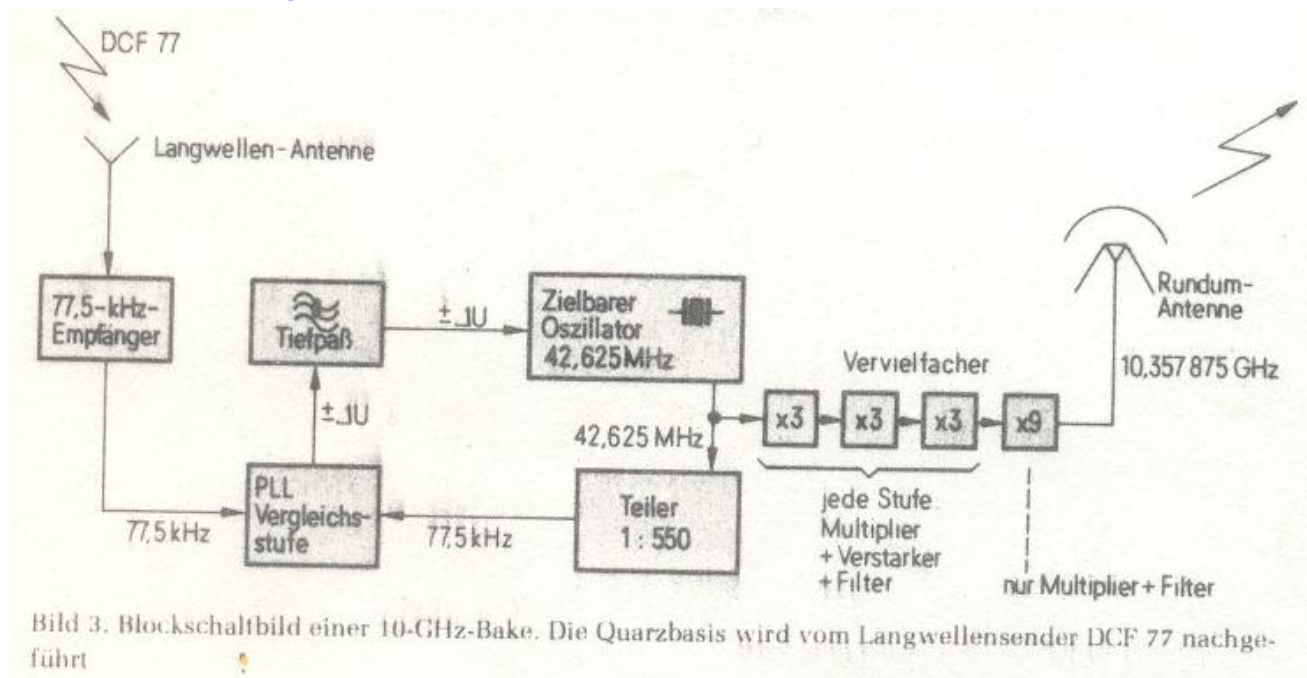 DCF 77
Langwellen-Antenne
77,5-kHz-
Empfänger
Tiefpaß
± ΔU
Zielbarer
Oszillator
42,625 MHz
Rundum-
Antenne
Vervielfacher
10,357 875 GHz
± ΔU
x3
x3
x3
x9
42,625 MHz
PLL
Vergleichs-
stufe
Teiler
1 : 550
77,5 kHz
77,5 kHz
jede Stufe
Multiplier
+ Verstarker
+ Filter
nur Multiplier + Filter
Bild 3. Blockschaltbild einer 10-GHz-Bake. Die Quarzbasis wird vom Langwellensender DCF 77 nachge-
führt